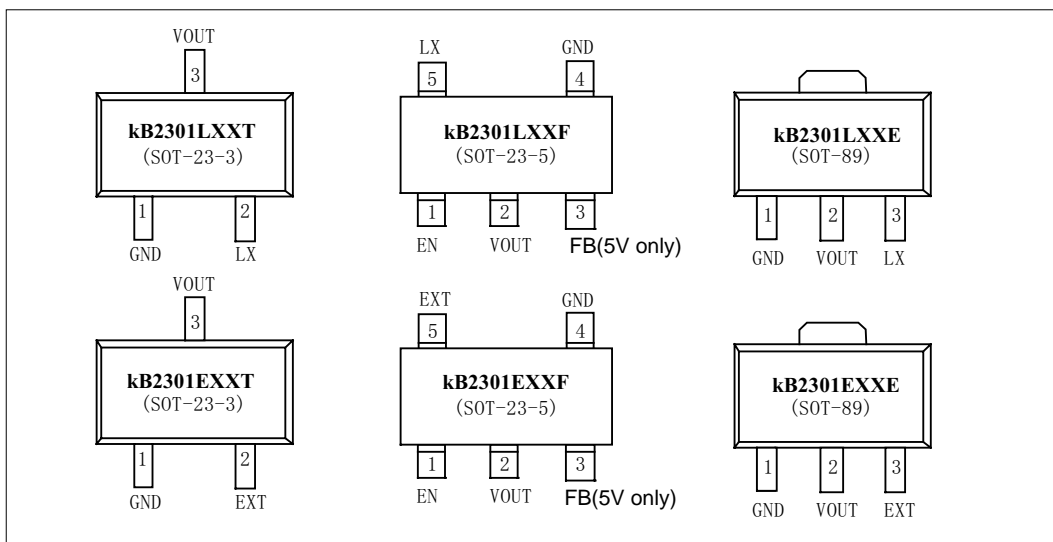 VOUT
3
kB2301LXXT
(SOT-23-3)
1
2
GND
LX
LX
GND
5
4
kB2301LXXF
(SOT-23-5)
1
2
3
EN
VOUT
FB(5V only)
kB2301LXXE
(SOT-89)
1
2
3
GND
VOUT
LX
VOUT
3
kB2301EXXT
(SOT-23-3)
1
2
GND
EXT
EXT
GND
5
4
kB2301EXXF
(SOT-23-5)
1
2
3
EN
VOUT
FB(5V only)
kB2301EXXE
(SOT-89)
1
2
3
GND
VOUT
EXT